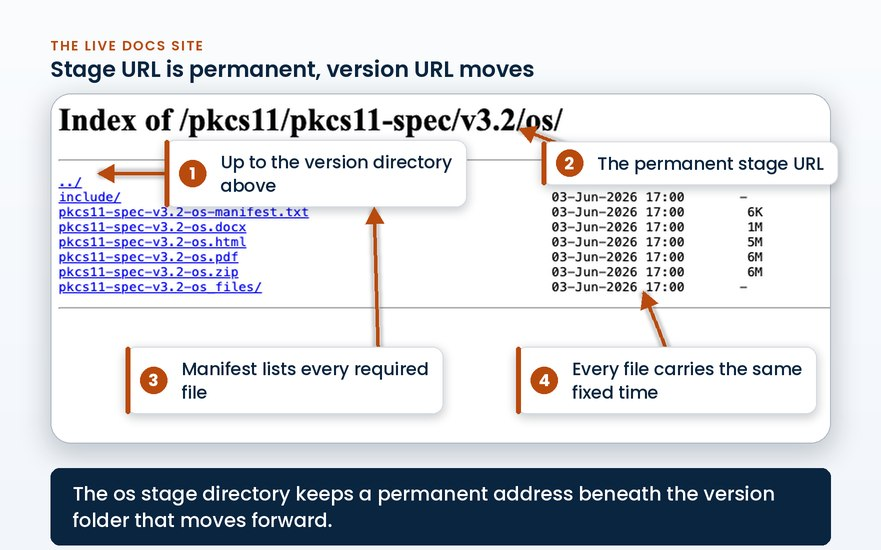 THE LIVE DOCS SITE
Stage URL is permanent, version URL moves
Index of /pkcs11/pkcs11-spec/v3.2/os/
1 Up to the version directory above
2 The permanent stage URL
../
include/ 03-Jun-2026 17:00 -
pkcs11-spec-v3.2-os-manifest.txt 03-Jun-2026 17:00 6K
pkcs11-spec-v3.2-os.docx 03-Jun-2026 17:00 1M
pkcs11-spec-v3.2-os.html 03-Jun-2026 17:00 5M
pkcs11-spec-v3.2-os.pdf 03-Jun-2026 17:00 6M
pkcs11-spec-v3.2-os.zip 03-Jun-2026 17:00 6M
pkcs11-spec-v3.2-os_files/ 03-Jun-2026 17:00 -
3 Manifest lists every required
file
4 Every file carries the same
fixed time
The os stage directory keeps a permanent address beneath the version
folder that moves forward.